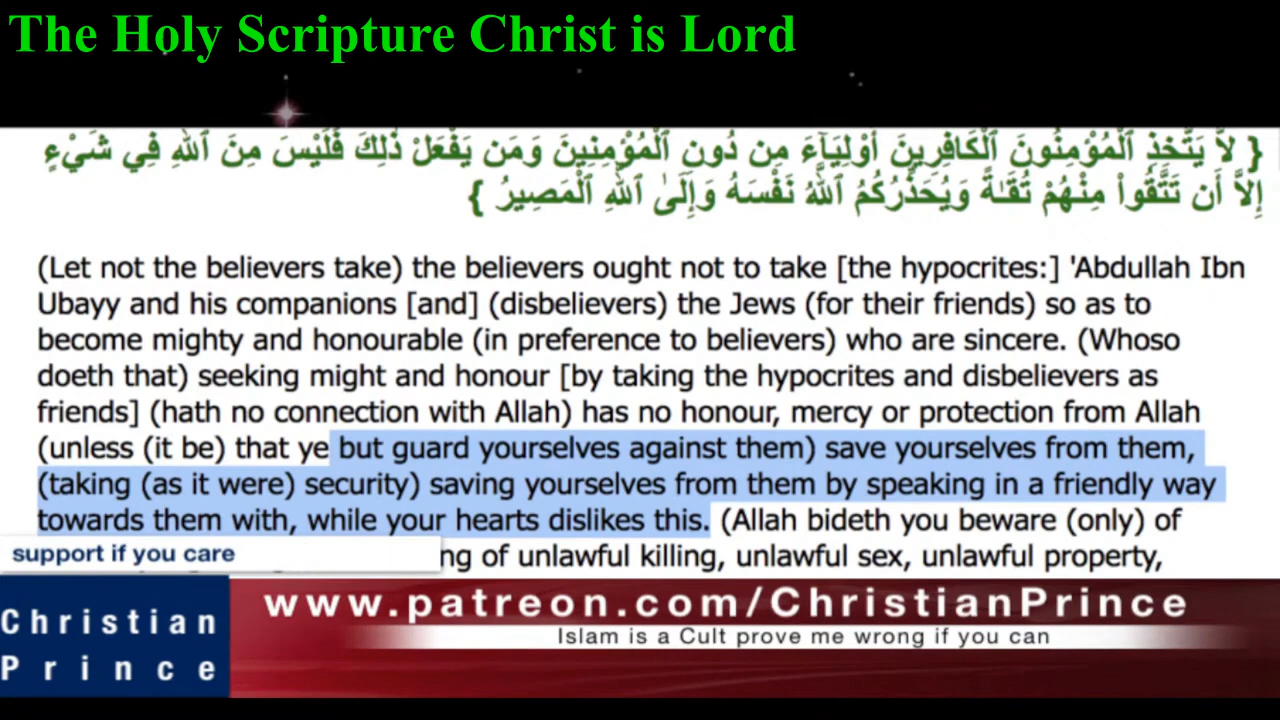 The Holy Scripture Christ is Lord
{ لاَّ يَتَّخِذِ ٱلْمُؤْمِنُونَ ٱلْكَافِرِينَ أَوْلِيَآءَ مِن دُونِ ٱلْمُؤْمِنِينَ وَمَن يَفْعَلْ ذٰلِكَ فَلَيْسَ مِنَ ٱللَّهِ فِي شَيْءٍ
إِلاَّ أَن تَتَّقُواْ مِنْهُمْ تُقَـٰةً وَيُحَذِّرُكُمُ ٱللَّهُ نَفْسَهُ وَإِلَىٰ ٱللَّهِ ٱلْمَصِيرُ }
(Let not the believers take) the believers ought not to take [the hypocrites:] 'Abdullah Ibn
Ubayy and his companions [and] (disbelievers) the Jews (for their friends) so as to
become mighty and honourable (in preference to believers) who are sincere. (Whoso
doeth that) seeking might and honour [by taking the hypocrites and disbelievers as
friends] (hath no connection with Allah) has no honour, mercy or protection from Allah
(unless (it be) that ye but guard yourselves against them) save yourselves from them,
(taking (as it were) security) saving yourselves from them by speaking in a friendly way
towards them with, while your hearts dislikes this. (Allah bideth you beware (only) of
support if you care
ng of unlawful killing, unlawful sex, unlawful property,
Christian
Prince
www.patreon.com/ChristianPrince
Islam is a Cult prove me wrong if you can